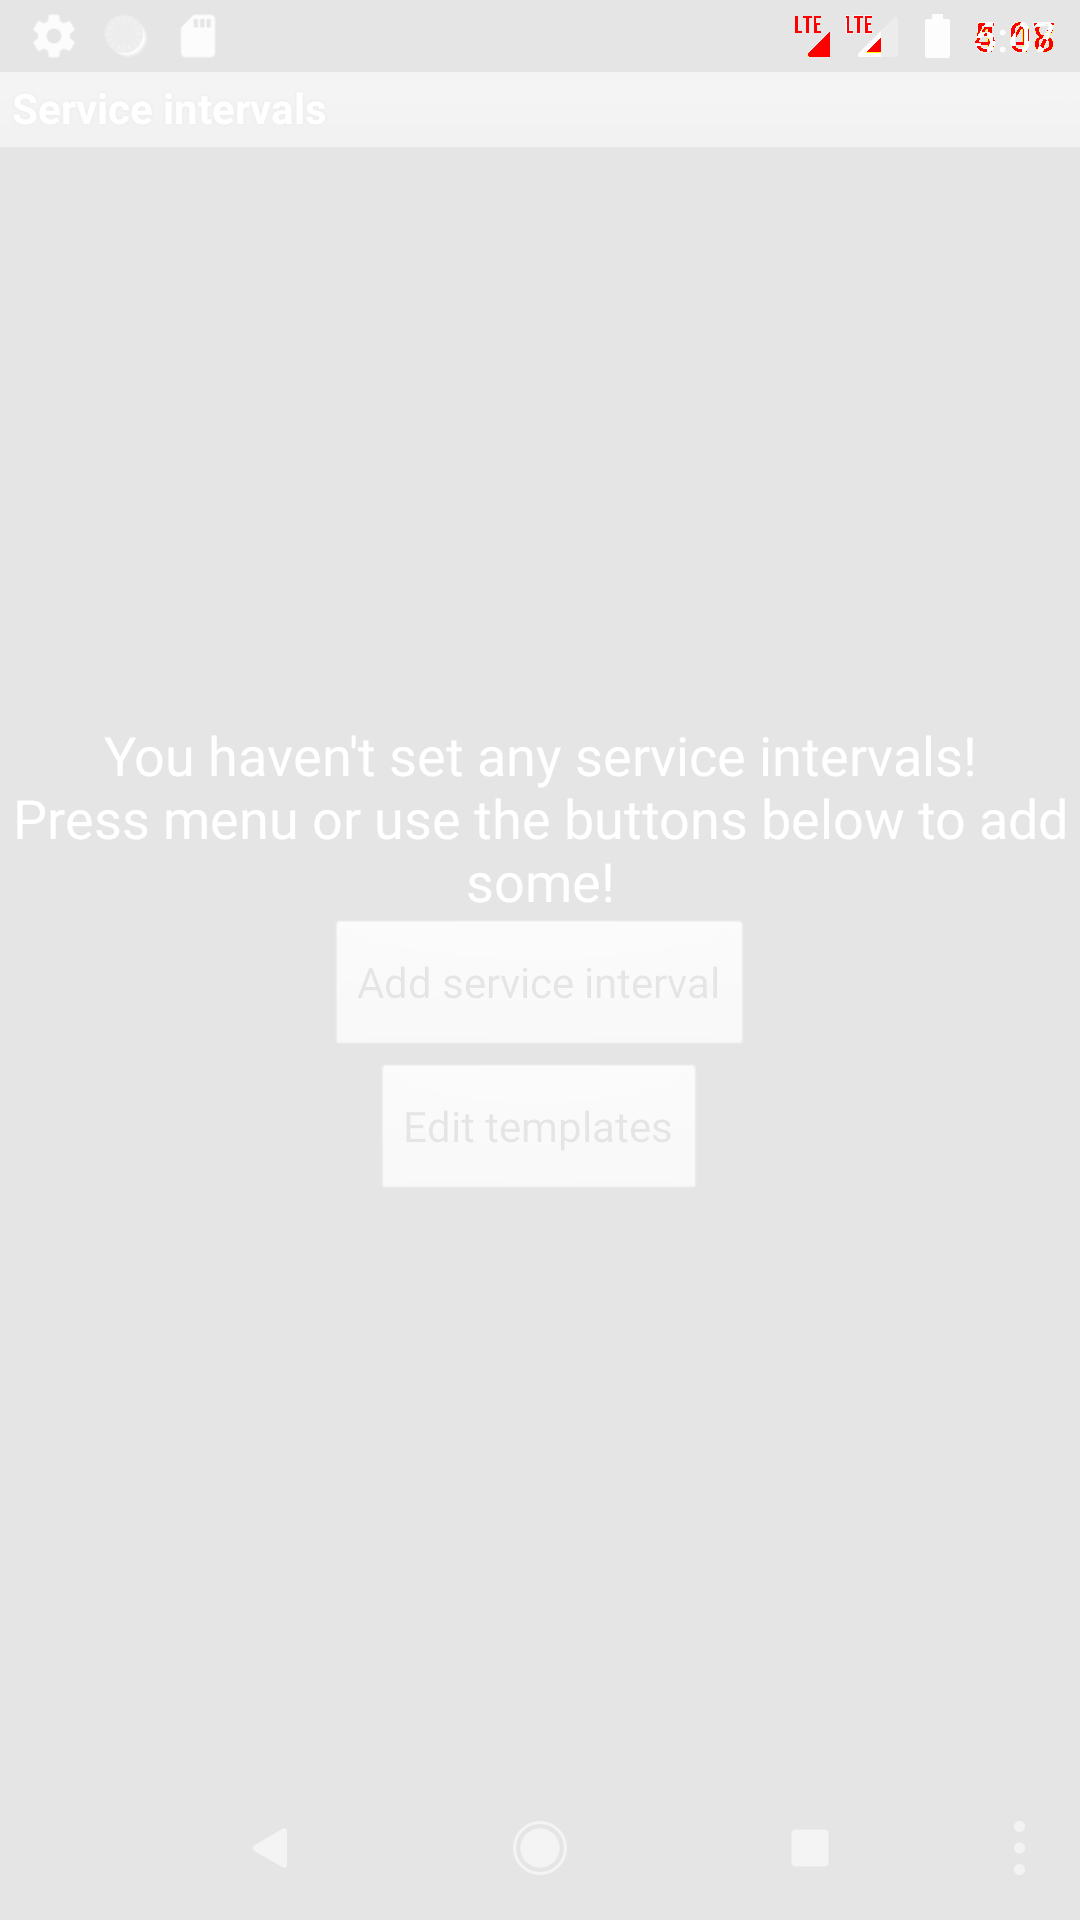 LTE LTE
Service intervals
You haven't set any service intervals!
Press menu or use the buttons below to add
some!
Add service interval
Edit templates